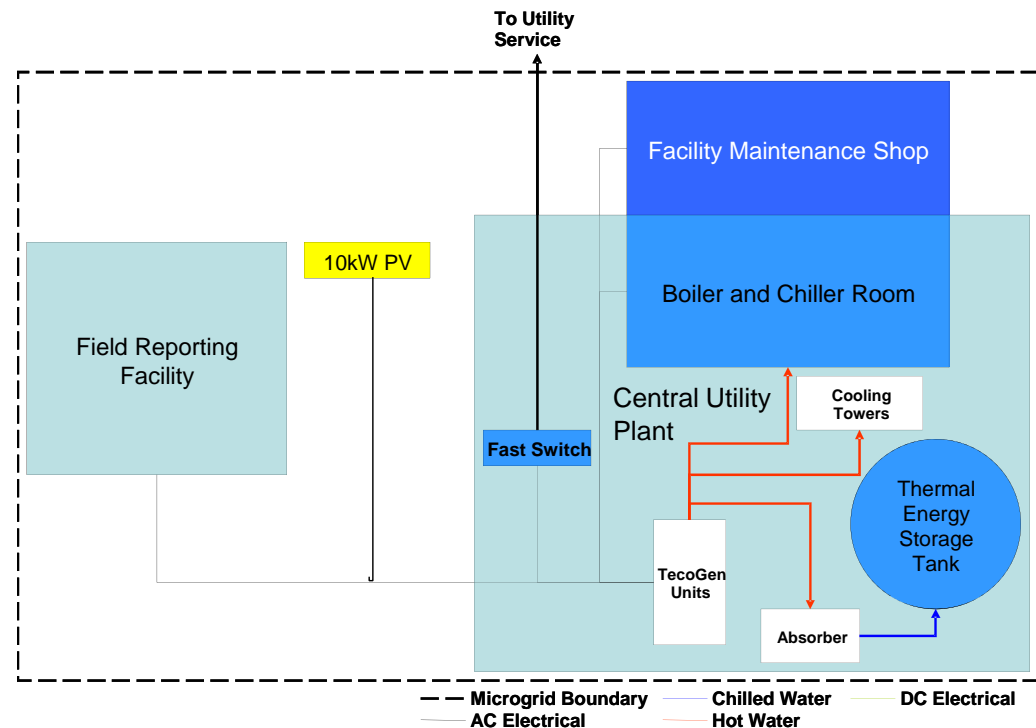 To Utility
Service
Facility Maintenance Shop
10kW PV
Boiler and Chiller Room
Field Reporting
Facility
Central Utility
Plant
Cooling
Towers
Fast Switch
Thermal
Energy
Storage
Tank
TecoGen
Units
Absorber
Microgrid Boundary
Chilled Water
DC Electrical
AC Electrical
Hot Water